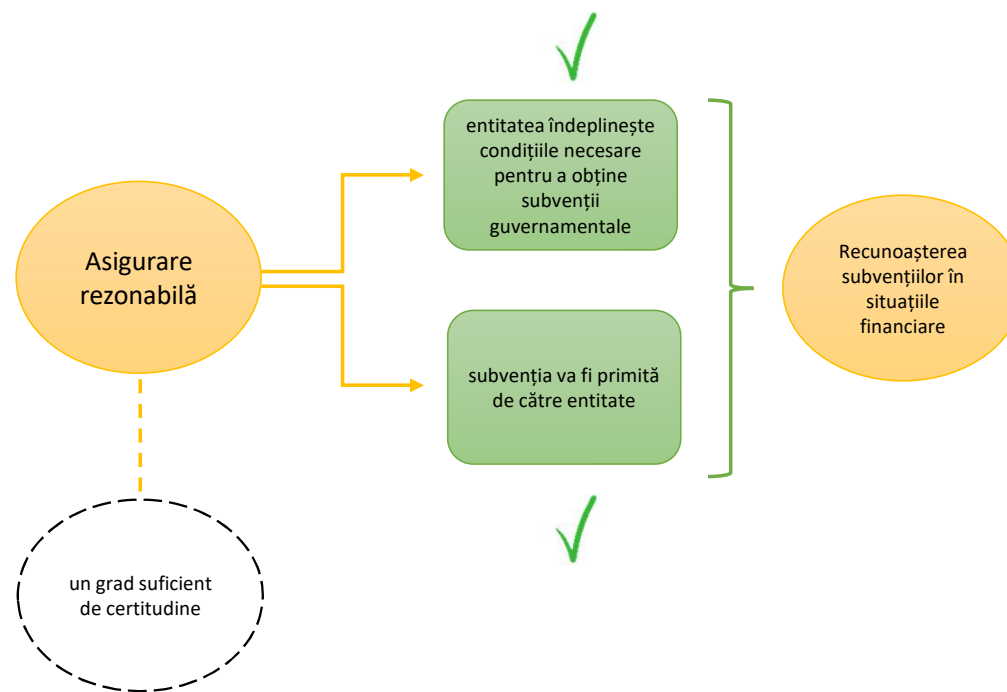 entitatea îndeplinește
condițiile necesare
pentru a obține
subvenții
guvernamentale
Asigurare
rezonabilă
Recunoașterea
subvențiilor în
situațiile
financiare
subvenția va fi primită
de către entitate
un grad suficient
de certitudine